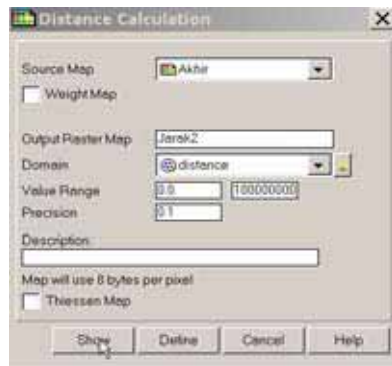 Distance Calculation
Source Map Akhir
Weight Map
Output Raster Map Jarak2
Domain distance
Value Range 0.0 100000000
Precision 0.1
Description:
Map will use 8 bytes per pixel
Thiessen Map
Show Define Cancel Help